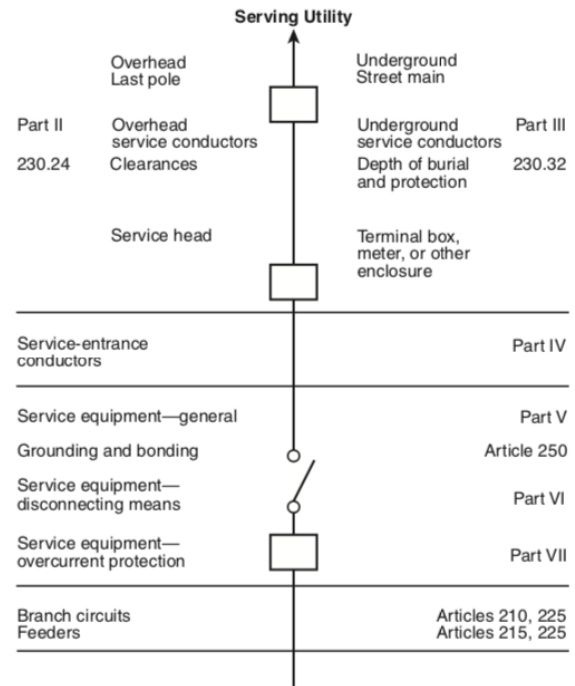 Serving Utility
Overhead
Last pole
Underground
Street main
Part II
Overhead
service conductors
Underground
service conductors
Part III
230.24
Clearances
Depth of burial
and protection
230.32
Service head
Terminal box,
meter, or other
enclosure
Service-entrance
conductors
Part IV
Service equipment—general
Part V
Grounding and bonding
Article 250
Service equipment—
disconnecting means
Part VI
Service equipment—
overcurrent protection
Part VII
Branch circuits
Articles 210, 225
Feeders
Articles 215, 225